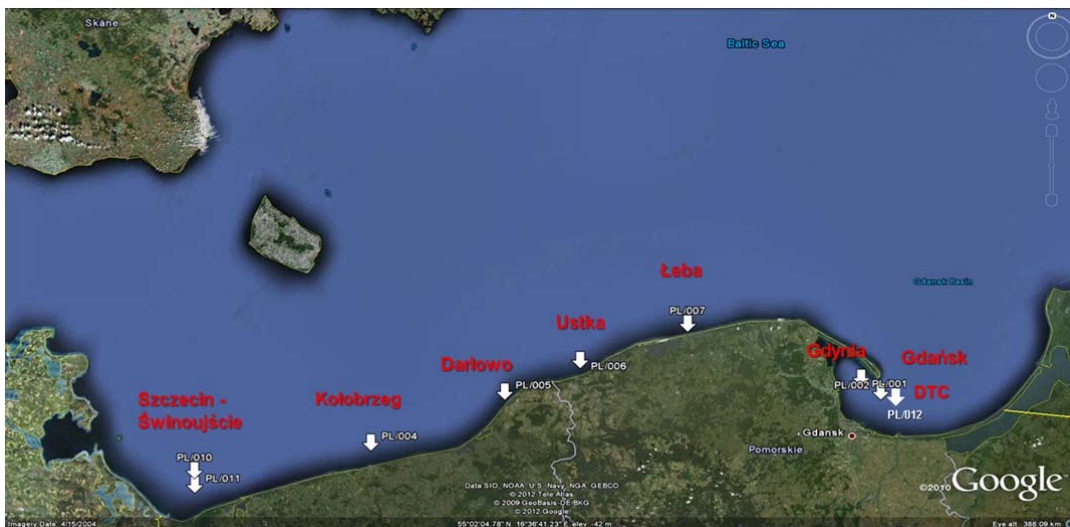 Skåne
Baltic Sea
N
Łeba
Gdansk Basin
PL/007
Ustka
Gdynia
Gdańsk
Darłowo
PL/006
PL/005
PL/002
PL/001
DTC
Szczecin -
Świnoujście
Kołobrzeg
PL/012
PL/004
Gdansk
Pomorskie
PL/010
PL/011
Data SIO, NOAA, U.S. Navy, NGA, GEBCO
© 2012 Tele Atlas
© 2009 GeoBasis-DE/BKG
© 2012 Google
©2010 Google
Imagery Date: 4/15/2004
55°02'04.78" N 16°36'41.23" E elev -42 m
Eye alt 388.09 km